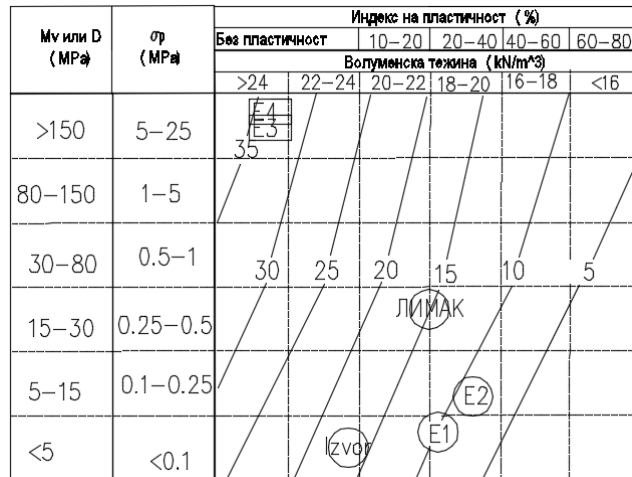 Индекс на пластичност (%)
Mv или D (MPa) σp (MPa) Без пластичност 10-20 20-40 40-60 60-80
Волуменска тежина (kN/m^3)
>24 22-24 20-22 18-20 16-18 <16
>150 5-25 E4
E3
35
80-150 1-5
30-80 0.5-1 30 25 20 15 10 5
15-30 0.25-0.5 ЛИМАК
5-15 0.1-0.25 E2
<5 <0.1 Izvor E1